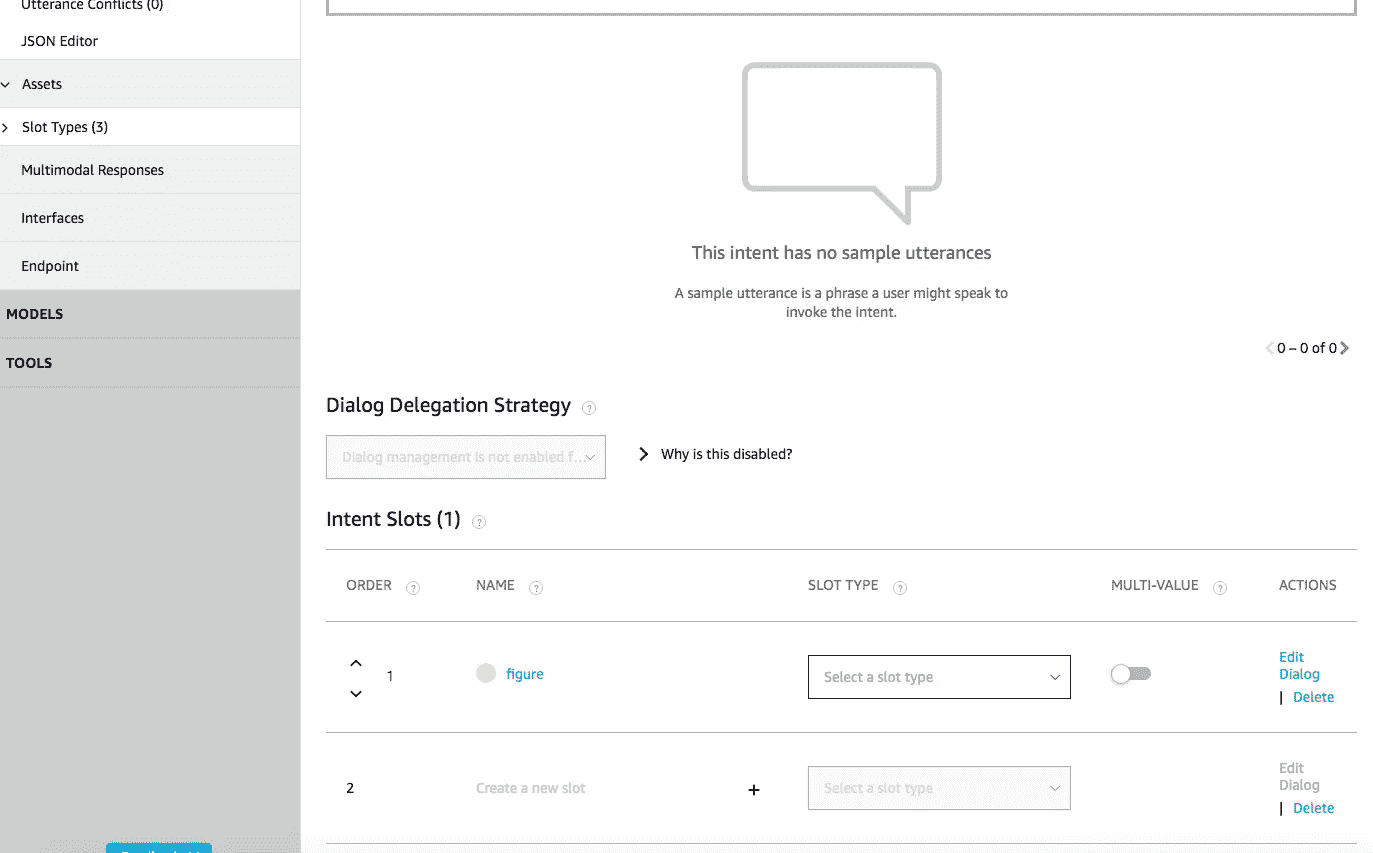 Utterance Conflicts (0)
JSON Editor
Assets
Slot Types (3)
Multimodal Responses
Interfaces
Endpoint
MODELS
TOOLS
This intent has no sample utterances
A sample utterance is a phrase a user might speak to
invoke the intent.
0 – 0 of 0
Dialog Delegation Strategy ?
Dialog management is not enabled f...
Why is this disabled?
Intent Slots (1) ?
ORDER ? NAME ? SLOT TYPE ? MULTI-VALUE ? ACTIONS
1 figure Select a slot type Edit
Dialog
| Delete
2 Create a new slot + Select a slot type Edit
Dialog
| Delete